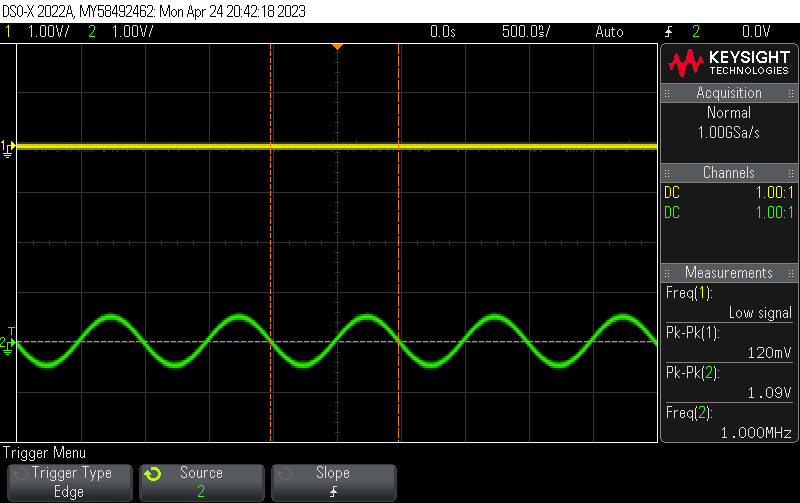 DSO-X 2022A, MY58492462: Mon Apr 24 20:42:18 2023
1 1.00V/ 2 1.00V/ 0.0s 500.0ns/ Auto 2 0.0V
KEYSIGHT
TECHNOLOGIES
Acquisition
Normal
1.00GSa/s
Channels
DC 1.00:1
DC 1.00:1
Measurements
Freq(1):
Low signal
Pk-Pk(1):
120mV
Pk-Pk(2):
1.09V
Freq(2):
1.000MHz
1
T
2
Trigger Menu
Trigger Type
Edge
Source
2
Slope